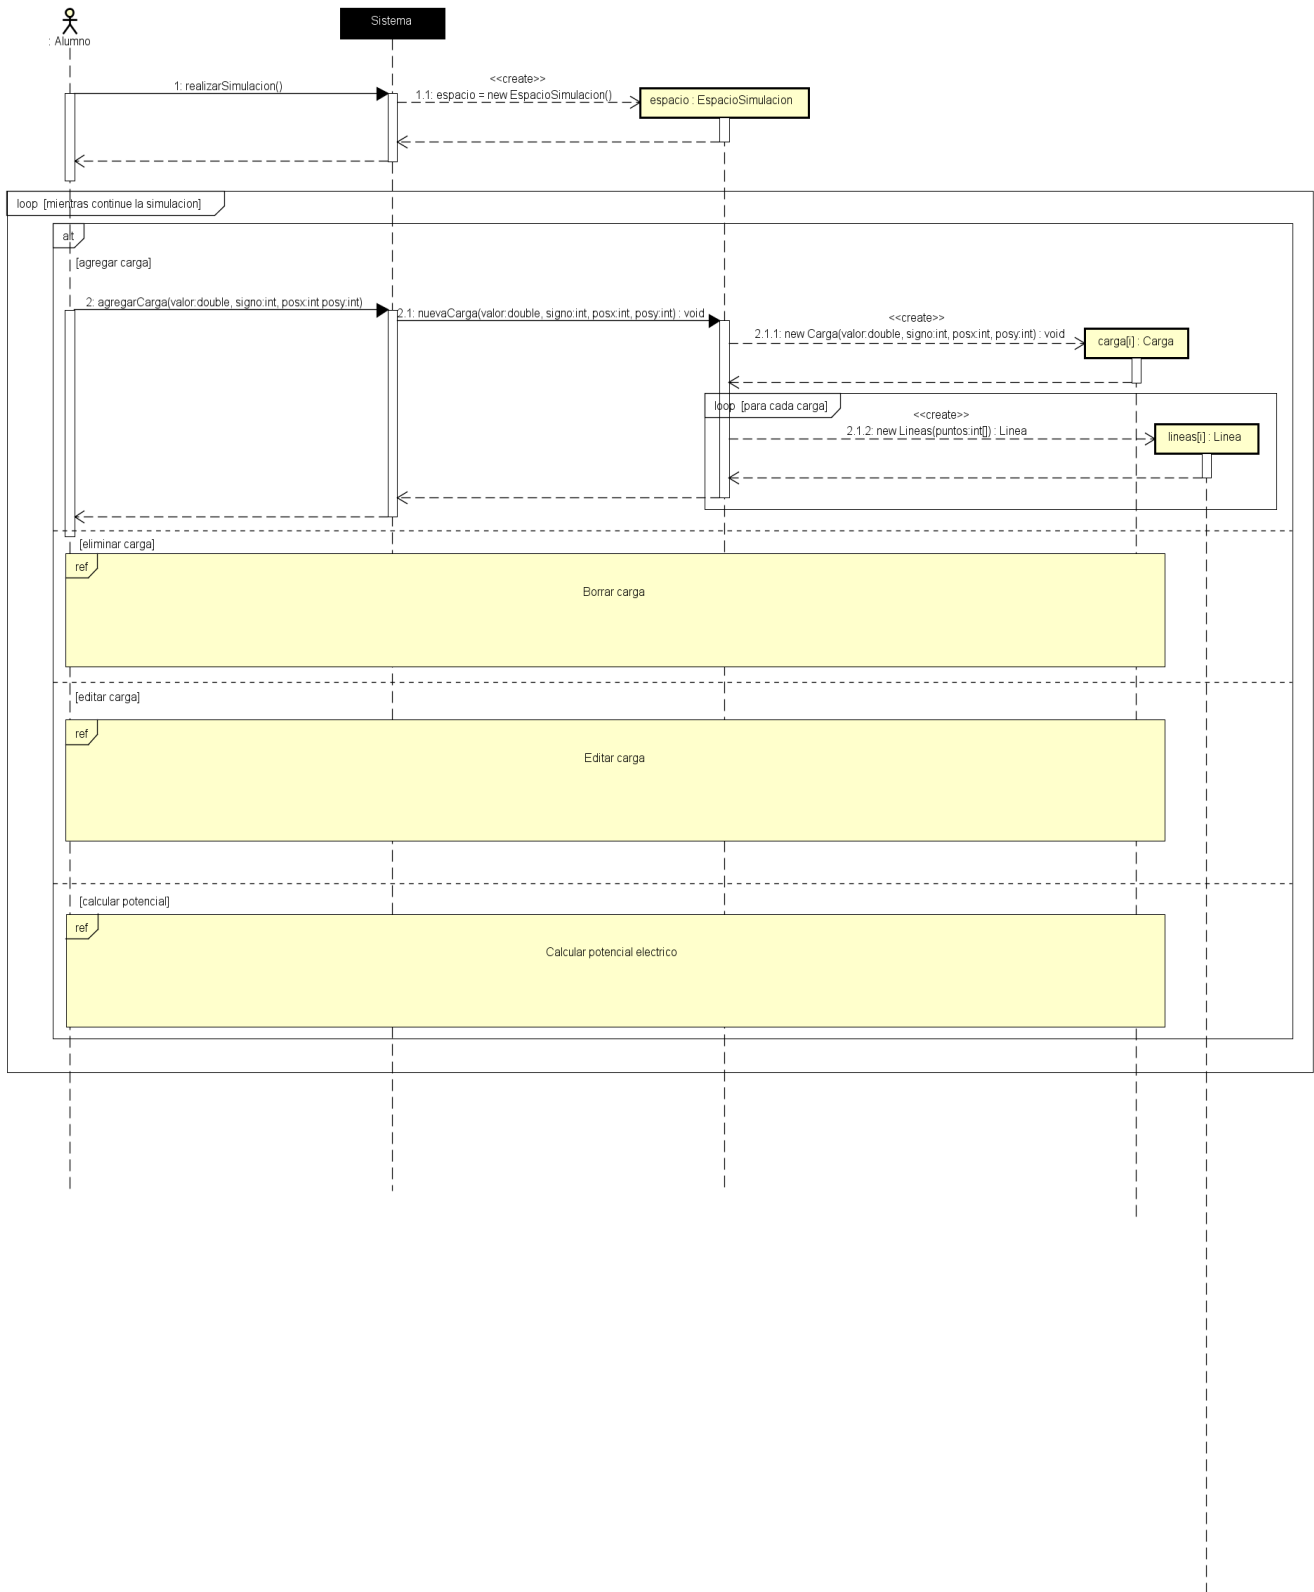 : Alumno
Sistema
1: realizarSimulacion()
<<create>>
1.1: espacio = new EspacioSimulacion()
espacio : EspacioSimulacion
loop [mientras continue la simulacion]
alt
[agregar carga]
2: agregarCarga(valor:double, signo:int, posx:int posy:int)
2.1: nuevaCarga(valor:double, signo:int, posx:int, posy:int) : void
<<create>>
2.1.1: new Carga(valor:double, signo:int, posx:int, posy:int) : void
carga[i] : Carga
loop [para cada carga]
<<create>>
2.1.2: new Lineas(puntos:int[]) : Linea
lineas[i] : Linea
[eliminar carga]
ref
Borrar carga
[editar carga]
ref
Editar carga
[calcular potencial]
ref
Calcular potencial electrico